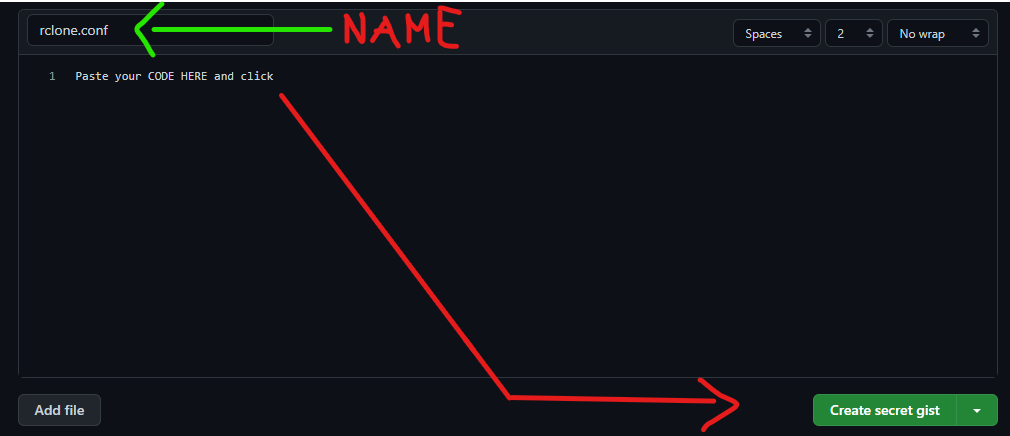 rclone.conf
NAME
Spaces
2
No wrap
1 Paste your CODE HERE and click
Add file
Create secret gist